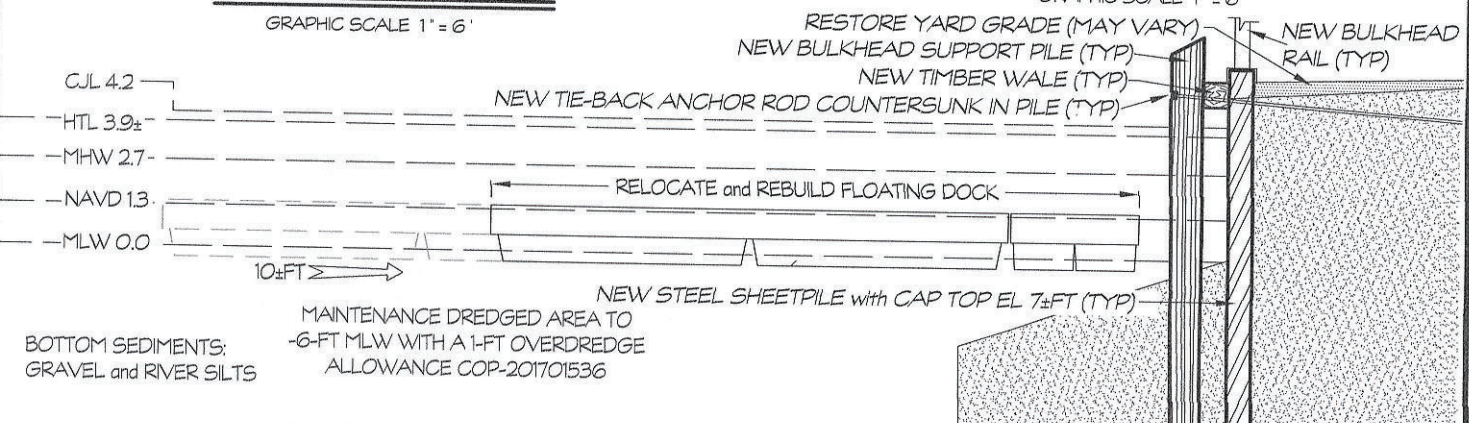 GRAPHIC SCALE 1" = 6'
GRAPHIC SCALE 1" = 6'
RESTORE YARD GRADE (MAY VARY)
NEW BULKHEAD RAIL (TYP)
NEW BULKHEAD SUPPORT PILE (TYP)
NEW TIMBER WALE (TYP)
NEW TIE-BACK ANCHOR ROD COUNTERSUNK IN PILE (TYP)
CJL 4.2
HTL 3.9±
MHW 2.7
NAVD 1.3
MLW 0.0
RELOCATE and REBUILD FLOATING DOCK
10±FT
NEW STEEL SHEETPILE with CAP TOP EL 7±FT (TYP)
MAINTENANCE DREDGED AREA TO
-6-FT MLW WITH A 1-FT OVERDREDGE
ALLOWANCE COP-201701536
BOTTOM SEDIMENTS:
GRAVEL and RIVER SILTS